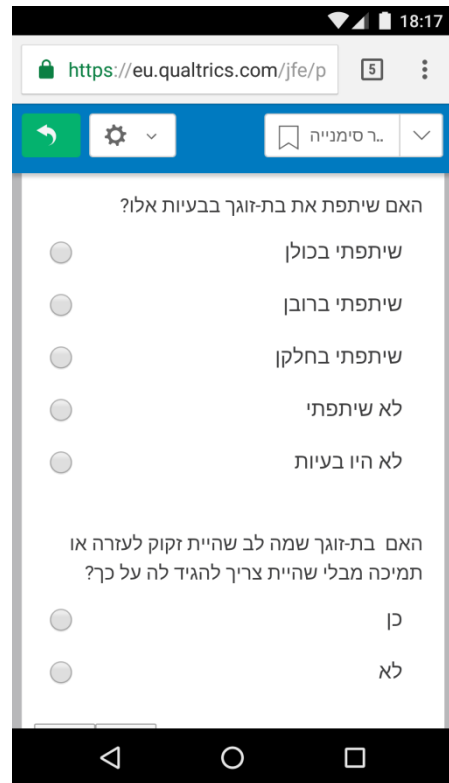 18:17
https://eu.qualtrics.com/jfe/p
5
ר סימנייה..
האם שיתפת את בת-זוגך בבעיות אלו?
שיתפתי בכולן
שיתפתי ברובן
שיתפתי בחלקן
לא שיתפתי
לא היו בעיות
האם בת-זוגך שמה לב שהיית זקוק לעזרה או
תמיכה מבלי שהיית צריך להגיד לה על כך?
כן
לא